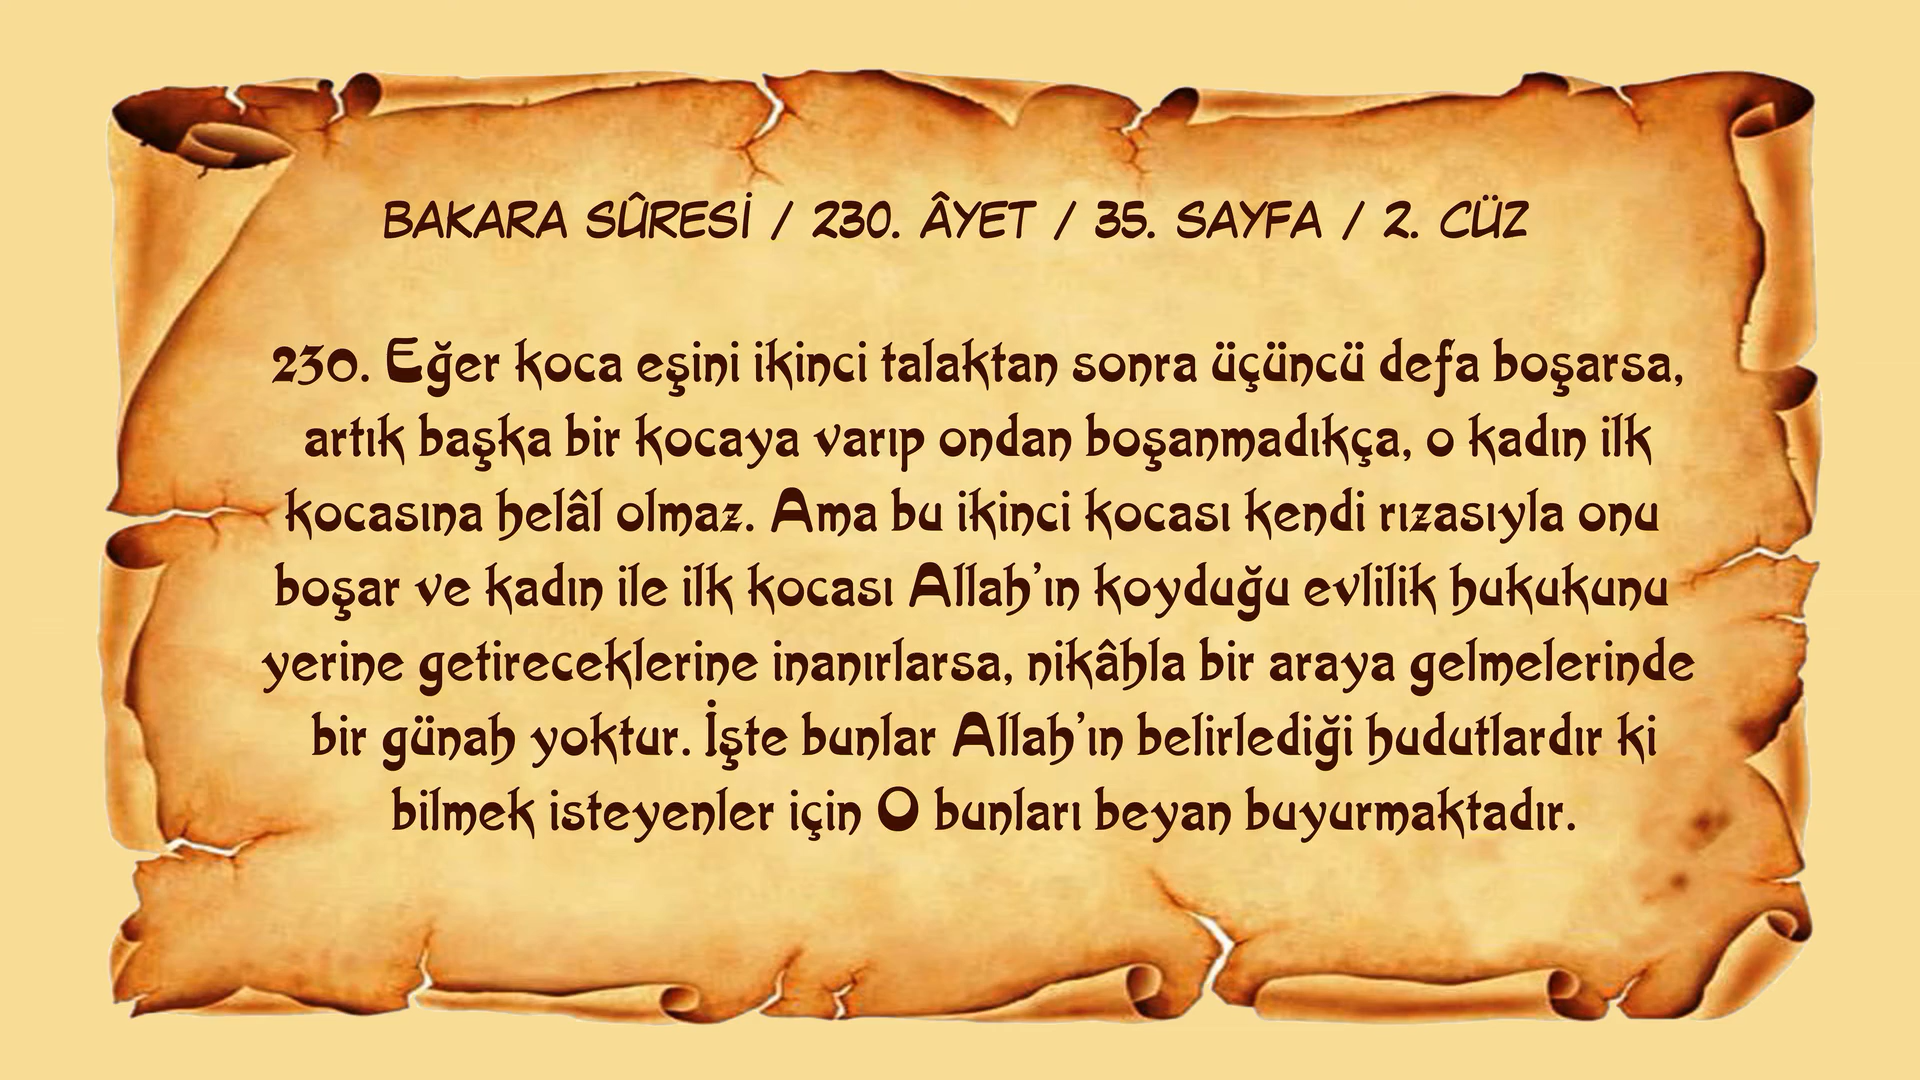 BAKARA SÛRESİ / 230. ÂYET / 35. SAYFA / 2. CÜZ
230. Eğer koca eşini ikinci talaktan sonra üçüncü defa boşarsa,
artık başka bir kocaya varıp ondan boşanmadıkça, o kadın ilk
kocasına helâl olmaz. Ama bu ikinci kocası kendi rızasıyla onu
boşar ve kadın ile ilk kocası Allah'ın koyduğu evlilik hukukunu
yerine getireceklerine inanırlarsa, nikâhla bir araya gelmelerinde
bir günah yoktur. İşte bunlar Allah'ın belirlediği hudutlardır ki
bilmek isteyenler için O bunları beyan buyurmaktadır.